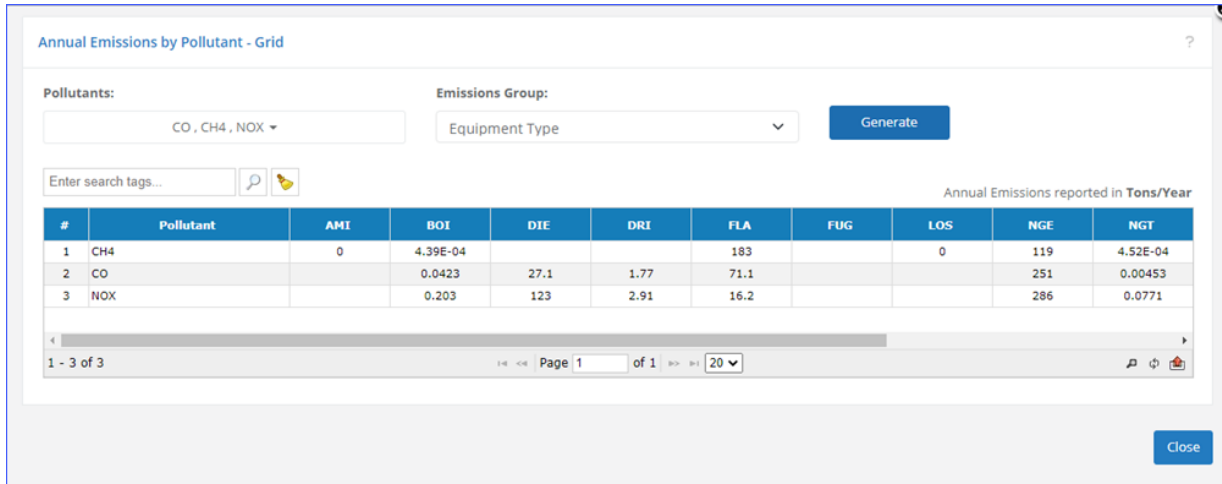 Annual Emissions by Pollutant - Grid ?
Pollutants: Emissions Group:
CO , CH4 , NOX Equipment Type Generate
Enter search tags...
Annual Emissions reported in Tons/Year
# Pollutant AMI BOI DIE DRI FLA FUG LOS NGE NGT
1 CH4 0 4.39E-04 183 0 119 4.52E-04
2 CO 0.0423 27.1 1.77 71.1 251 0.00453
3 NOX 0.203 123 2.91 16.2 286 0.0771
1 - 3 of 3 Page 1 of 1 20
Close